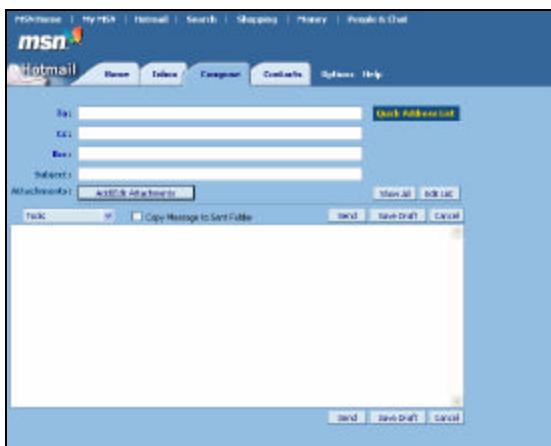 MSN Home | My MSN | Hotmail | Search | Shopping | Money | People & Chat
msn
Hotmail Home Inbox Compose Contacts Options Help
To: Quick Address List
Cc:
Bcc:
Subject:
Attachments: Add/Edit Attachments Show All Edit List
Tools Copy Message to Sent Folder Send Save Draft Cancel
Send Save Draft Cancel